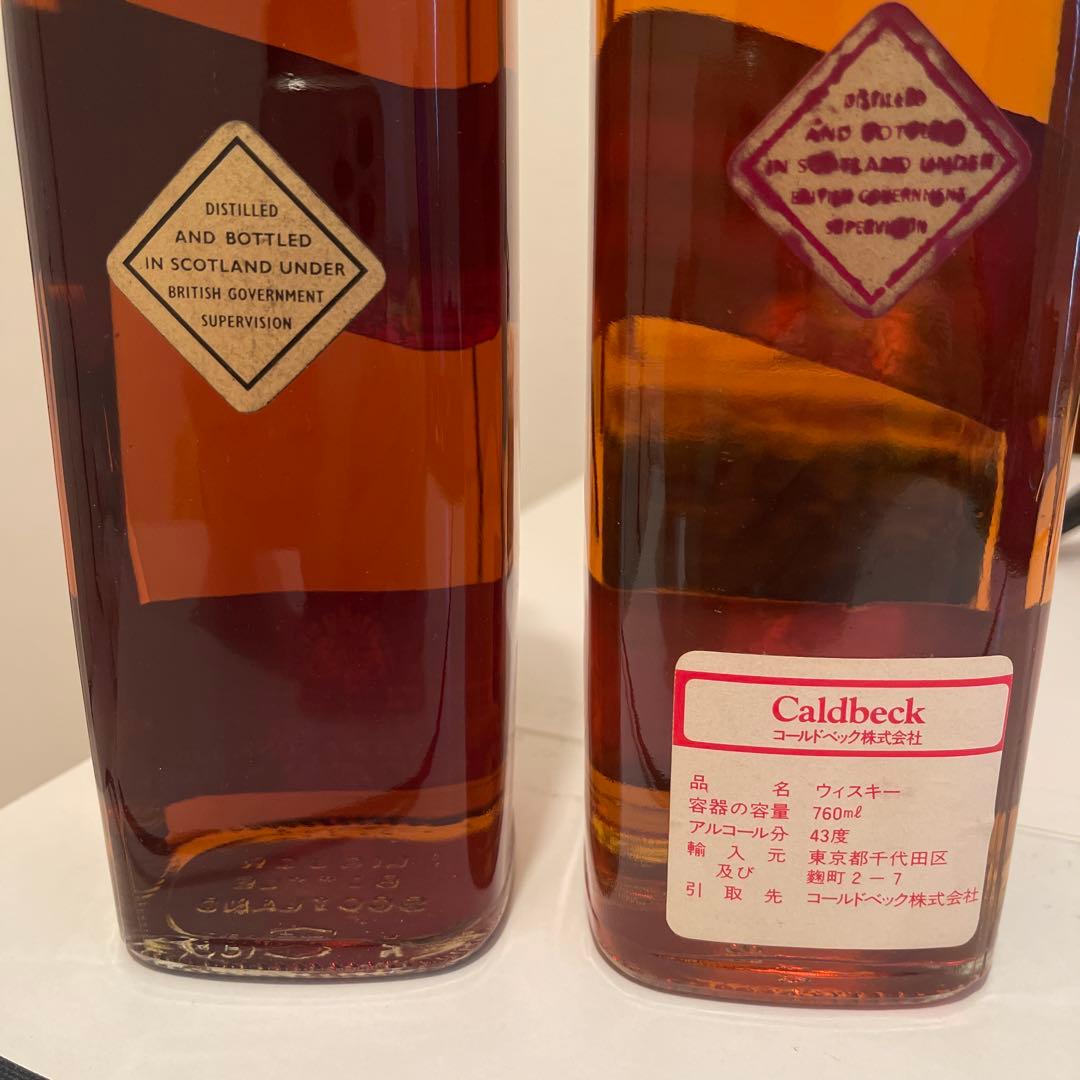 DISTILLED
AND BOTTLED
IN SCOTLAND UNDER
BRITISH GOVERNMENT
SUPERVISION
DISTILLED
AND BOTTLED
IN SCOTLAND UNDER
BRITISH GOVERNMENT
SUPERVISION
Caldbeck
コールドベック株式会社
品名 ウィスキー
容器の容量 760ml
アルコール分 43度
輸入元 東京都千代田区
及び 麹町2-7
引取先 コールドベック株式会社